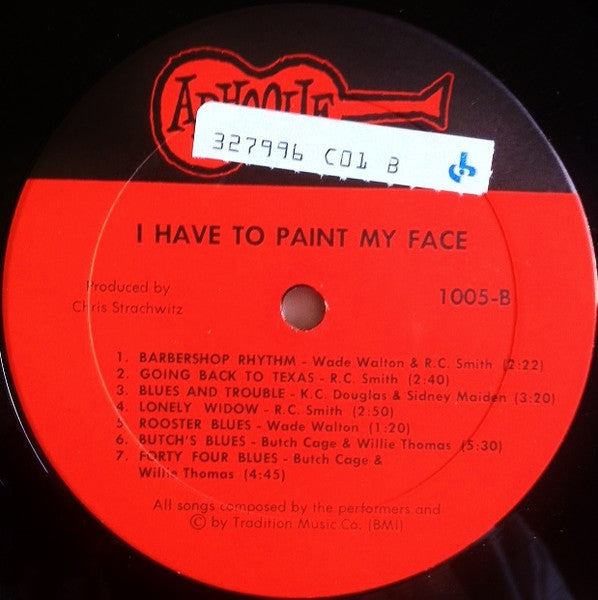 ARHOOLIE
327996 C01 B
I HAVE TO PAINT MY FACE
Produced by
Chris Strachwitz
1005-B
1. BARBERSHOP RHYTHM - Wade Walton & R.C. Smith (2:22)
2. GOING BACK TO TEXAS - R.C. Smith (2:40)
3. BLUES AND TROUBLE - K.C. Douglas & Sidney Maiden (3:20)
4. LONELY WIDOW - R.C. Smith (2:50)
5. ROOSTER BLUES - Wade Walton (1:20)
6. BUTCH'S BLUES - Butch Cage & Willie Thomas (5:30)
7. FORTY FOUR BLUES - Butch Cage &
Willie Thomas (4:45)
All songs composed by the performers and
© by Tradition Music Co. (BMI)